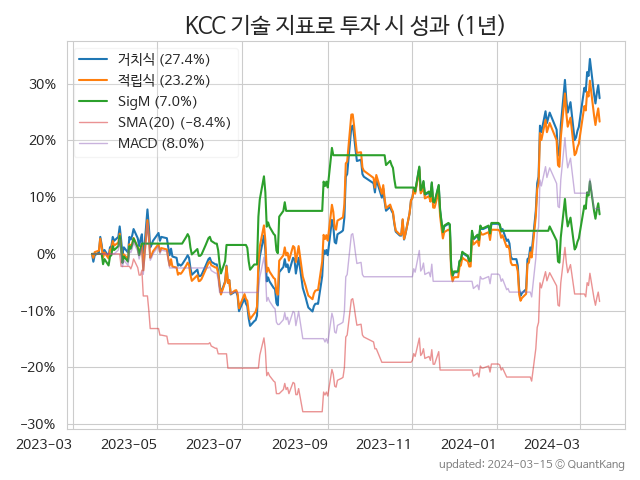 KCC 기술 지표로 투자 시 성과 (1년)
거치식 (27.4%)
적립식 (23.2%)
SigM (7.0%)
SMA(20) (−8.4%)
MACD (8.0%)
30%
20%
10%
0%
−10%
−20%
−30%
2023-03 2023-05 2023-07 2023-09 2023-11 2024-01 2024-03
updated: 2024-03-15 © QuantKang